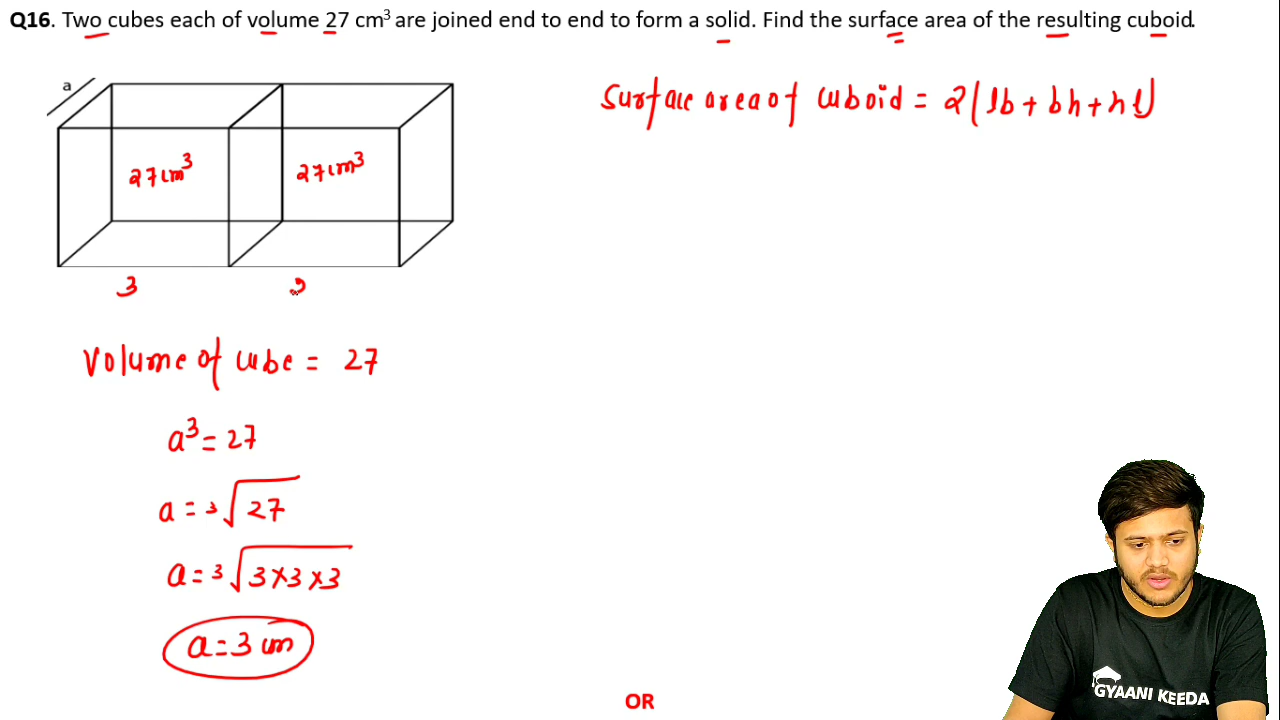 Q16. Two cubes each of volume 27 cm³ are joined end to end to form a solid. Find the surface area of the resulting cuboid.
a
Surface area of cuboid = 2(lb + bh + hl)
27cm³ 27cm³
3
Volume of cube = 27
a³ = 27
a = ³√27
a = ³√3×3×3
a = 3 cm
GYAANI KEEDA
OR